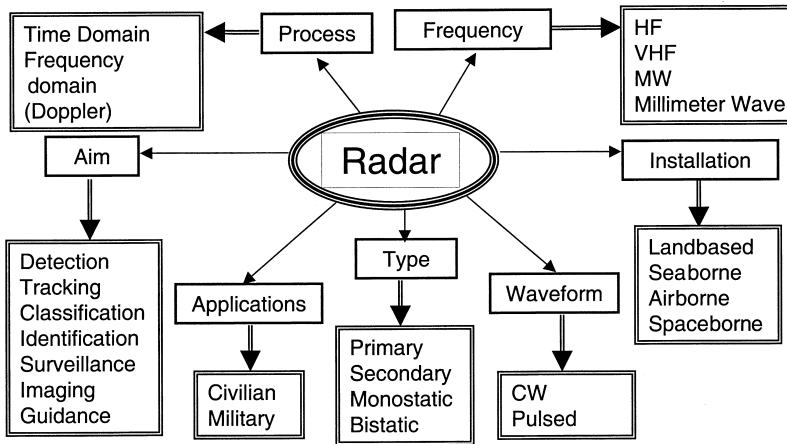 Time Domain
Frequency
domain
(Doppler)
Process
Frequency
HF
VHF
MW
Millimeter Wave
Aim
Radar
Installation
Detection
Tracking
Classification
Identification
Surveillance
Imaging
Guidance
Applications
Civilian
Military
Type
Primary
Secondary
Monostatic
Bistatic
Waveform
CW
Pulsed
Landbased
Seaborne
Airborne
Spaceborne